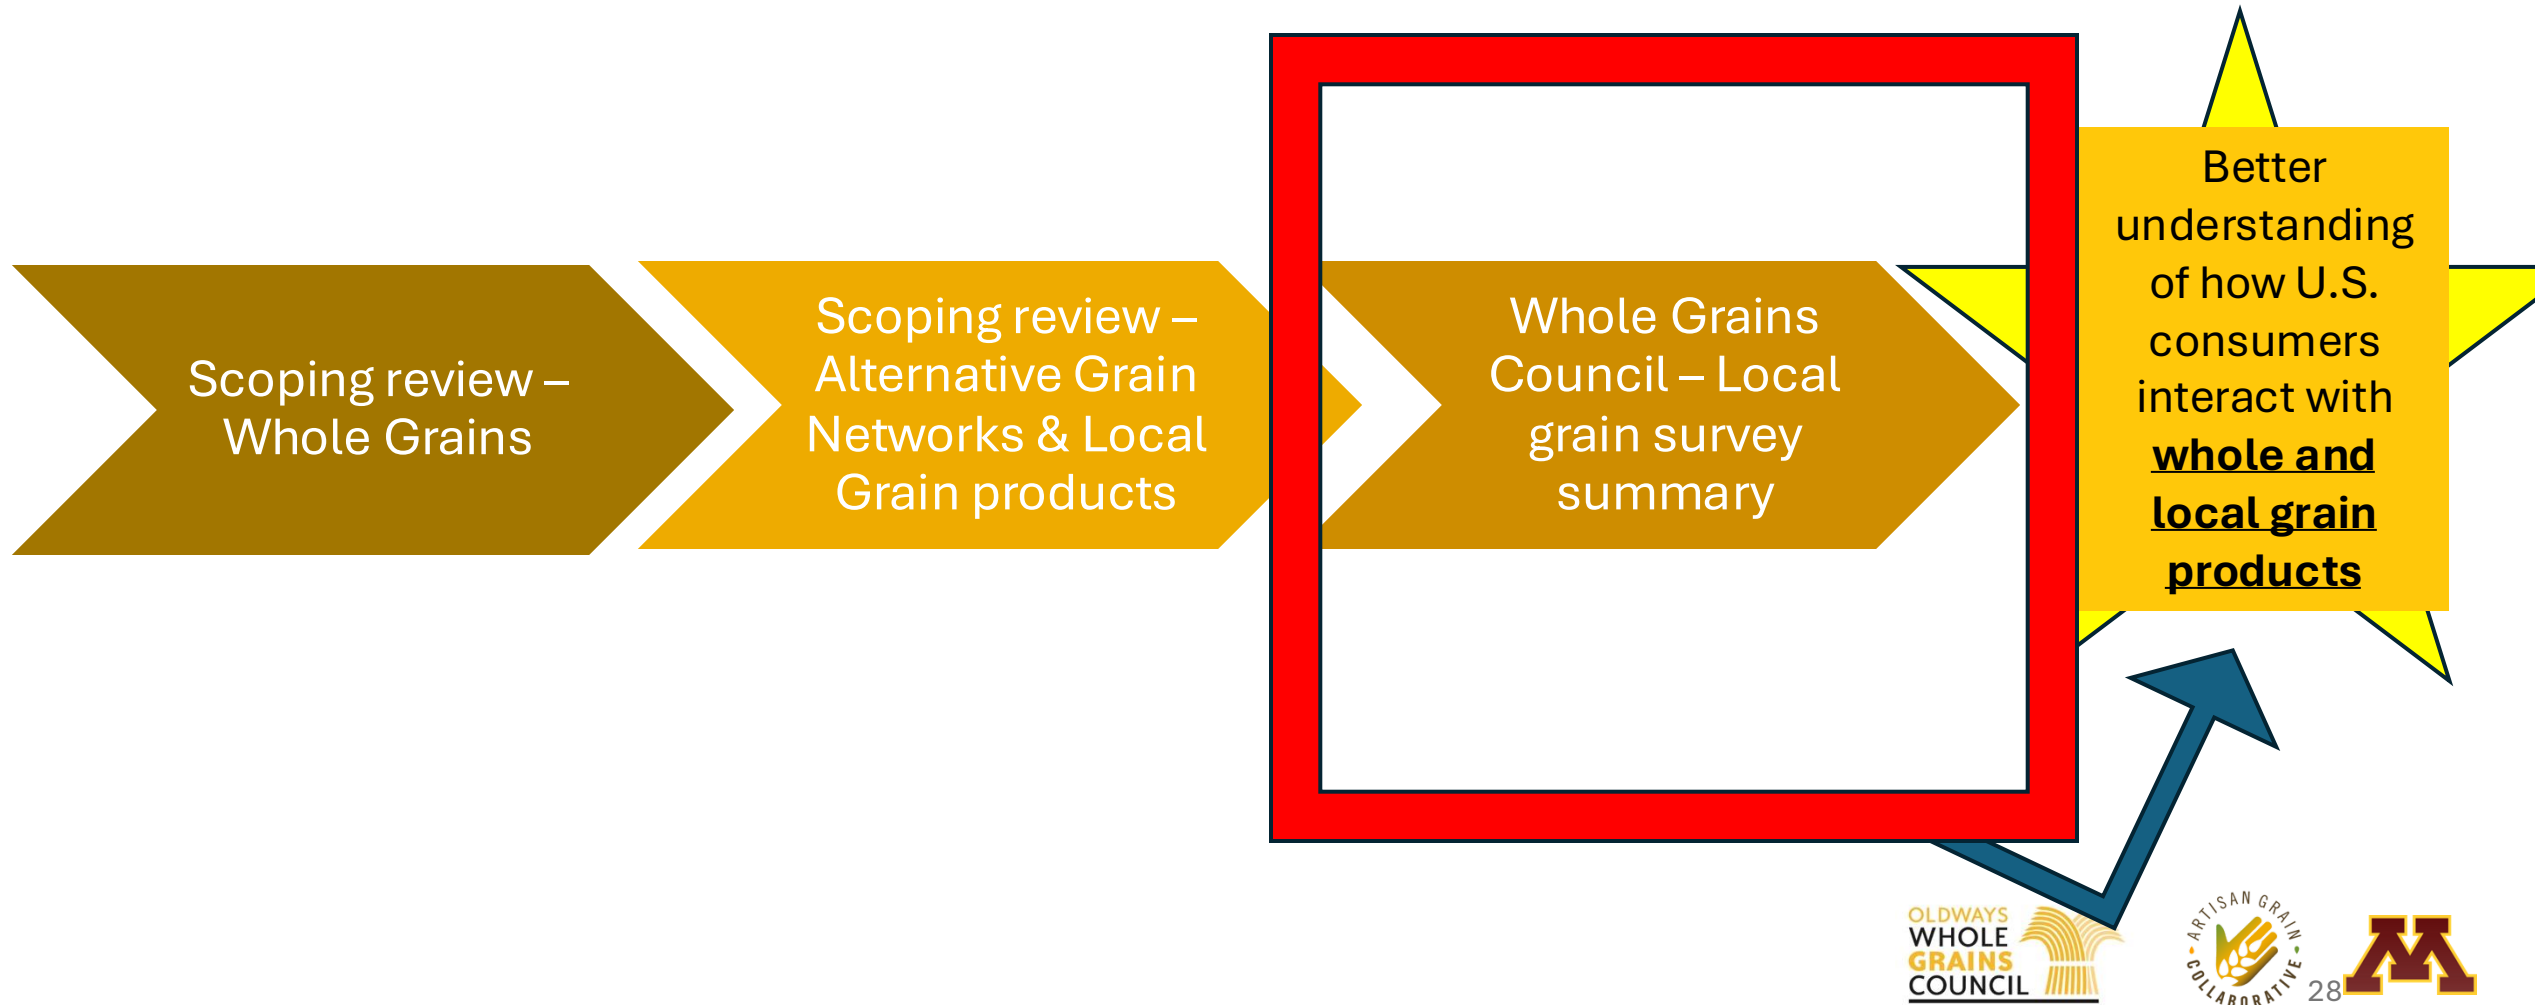 Scoping review –
Whole Grains
Scoping review –
Alternative Grain
Networks & Local
Grain products
Whole Grains
Council – Local
grain survey
summary
Better
understanding
of how U.S.
consumers
interact with
whole and
local grain
products
OLDWAYS
WHOLE
GRAINS
COUNCIL
ARTISAN GRAIN
COLLABORATIVE
28
M